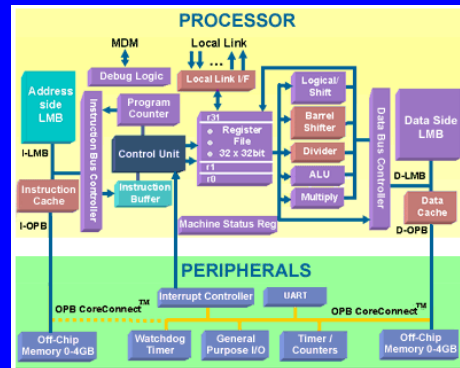 PROCESSOR
MDM
Local Link
Debug Logic
Local Link I/F
Address
side
LMB
Instruction Bus Controller
Program
Counter
Control Unit
Instruction
Buffer
I-LMB
Instruction
Cache
I-OPB
r31
Register
File
32 x 32bit
r1
r0
Machine Status Reg
Logical/
Shift
Barrel
Shifter
Divider
ALU
Multiply
Data Bus Controller
Data Side
LMB
D-LMB
Data
Cache
D-OPB
PERIPHERALS
OPB CoreConnect™
Interrupt Controller
UART
OPB CoreConnect™
Off-Chip
Memory 0-4GB
Watchdog
Timer
General
Purpose I/O
Timer /
Counters
Off-Chip
Memory 0-4GB